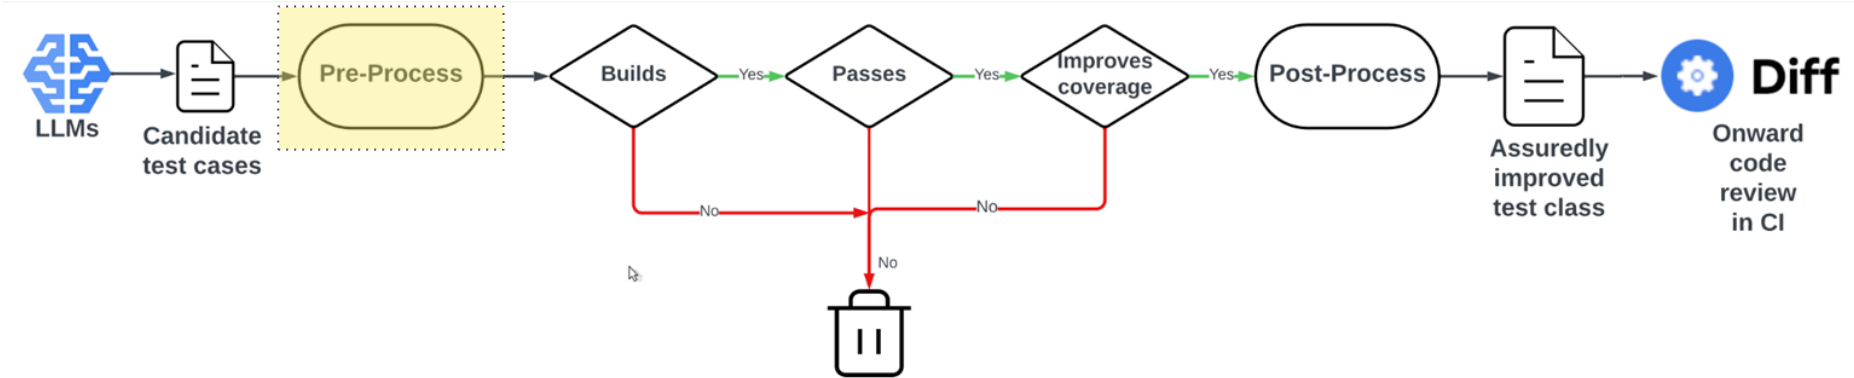 LLMs
Candidate
test cases
Pre-Process
Builds
Yes
Passes
Yes
Improves
coverage
Yes
Post-Process
Assuredly
improved
test class
Diff
Onward
code
review
in CI
No
No
No